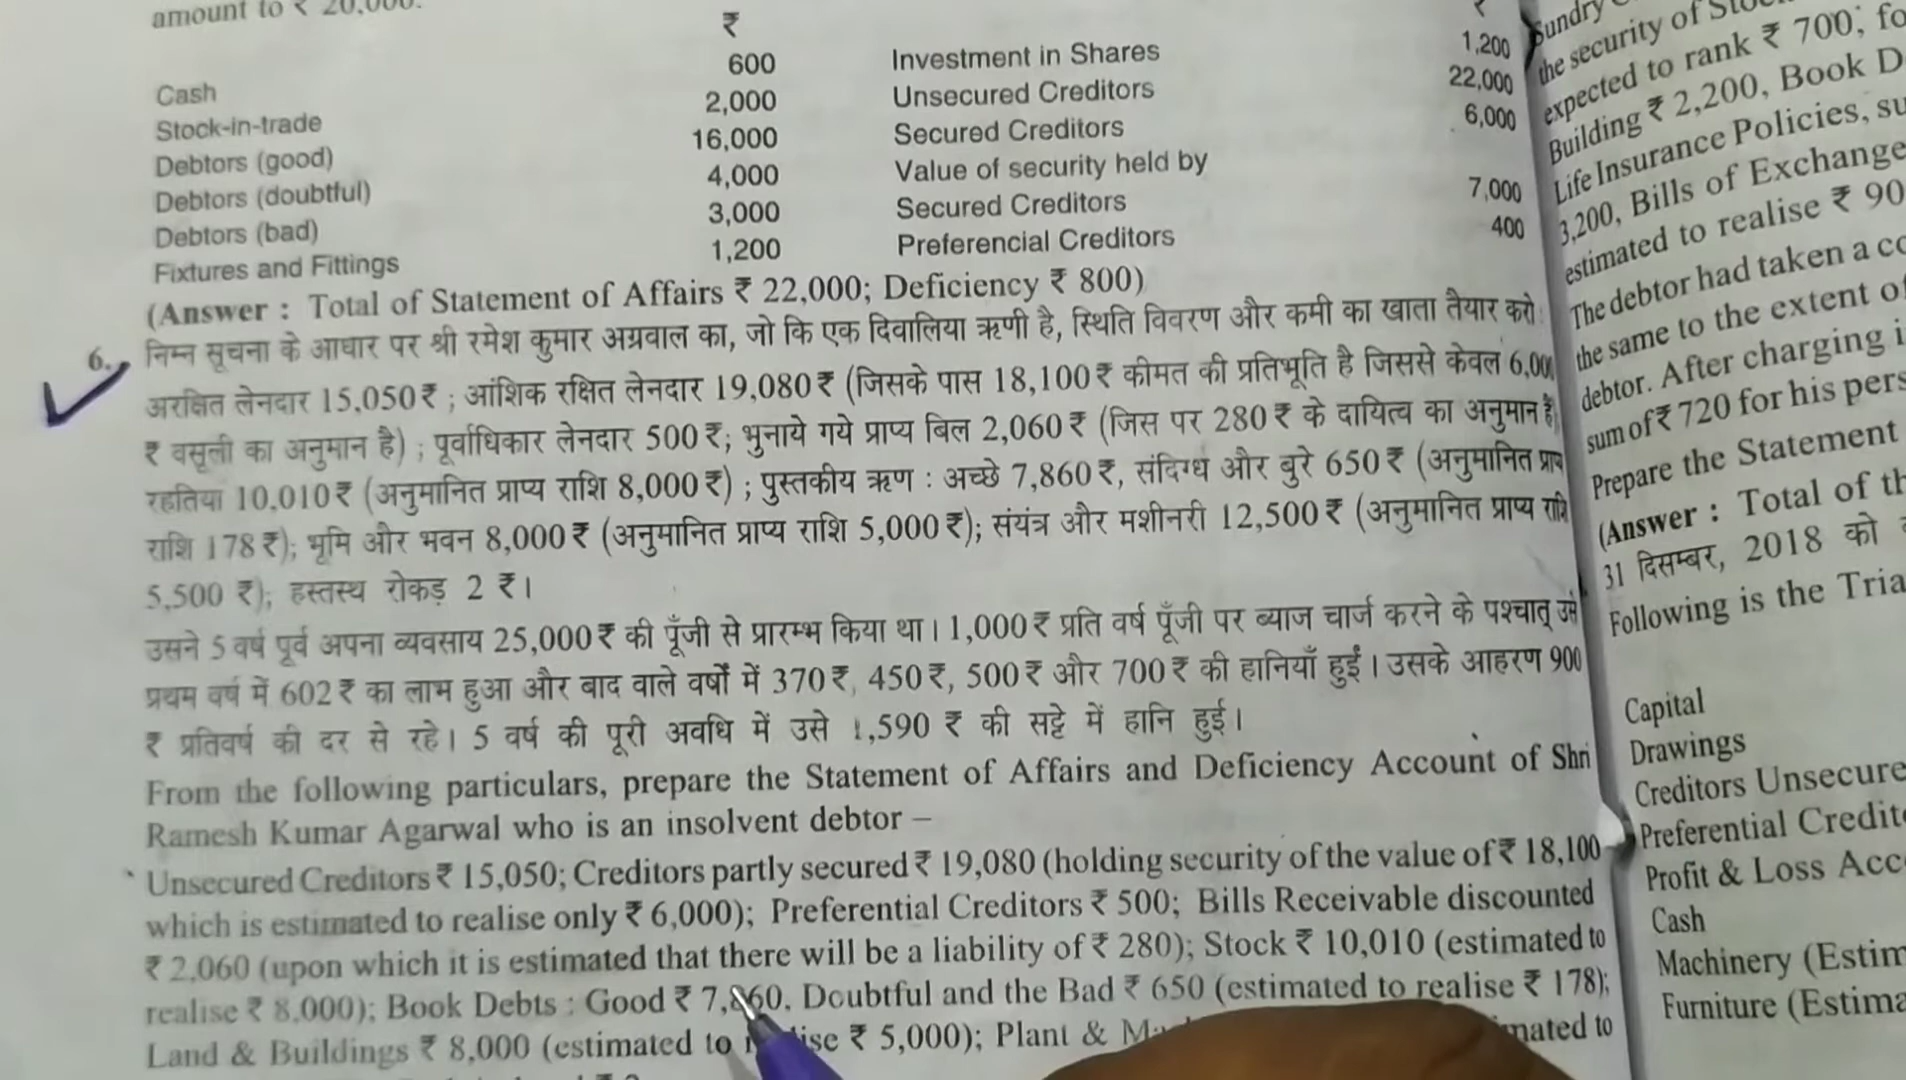 amount to ₹ 20,000.
₹
Cash 600 Investment in Shares 1,200
Stock-in-trade 2,000 Unsecured Creditors 22,000
Debtors (good) 16,000 Secured Creditors 6,000
Debtors (doubtful) 4,000 Value of security held by
Debtors (bad) 3,000 Secured Creditors 7,000
Fixtures and Fittings 1,200 Preferencial Creditors 400
(Answer : Total of Statement of Affairs ₹ 22,000; Deficiency ₹ 800)
6. निम्न सूचना के आधार पर श्री रमेश कुमार अग्रवाल का, जो कि एक दिवालिया ऋणी है, स्थिति विवरण और कमी का खाता तैयार करो
अरक्षित लेनदार 15,050 ₹ ; आंशिक रक्षित लेनदार 19,080 ₹ (जिसके पास 18,100 ₹ कीमत की प्रतिभूति है जिससे केवल 6,000
₹ वसूली का अनुमान है) ; पूर्वाधिकार लेनदार 500 ₹; भुनाये गये प्राप्य बिल 2,060 ₹ (जिस पर 280 ₹ के दायित्व का अनुमान है
रहतिया 10,010 ₹ (अनुमानित प्राप्य राशि 8,000 ₹) ; पुस्तकीय ऋण : अच्छे 7,860 ₹, संदिग्ध और बुरे 650 ₹ (अनुमानित प्राप्य
राशि 178 ₹); भूमि और भवन 8,000 ₹ (अनुमानित प्राप्य राशि 5,000 ₹); संयंत्र और मशीनरी 12,500 ₹ (अनुमानित प्राप्य राशि
5,500 ₹); हस्तस्थ रोकड़ 2 ₹ ।
उसने 5 वर्ष पूर्व अपना व्यवसाय 25,000 ₹ की पूँजी से प्रारम्भ किया था । 1,000 ₹ प्रति वर्ष पूँजी पर ब्याज चार्ज करने के पश्चात् उसे
प्रथम वर्ष में 602 ₹ का लाभ हुआ और बाद वाले वर्षों में 370 ₹, 450 ₹, 500 ₹ और 700 ₹ की हानियाँ हुईं । उसके आहरण 900
₹ प्रतिवर्ष की दर से रहे । 5 वर्ष की पूरी अवधि में उसे 1,590 ₹ की सट्टे में हानि हुई ।
From the following particulars, prepare the Statement of Affairs and Deficiency Account of Shri
Ramesh Kumar Agarwal who is an insolvent debtor –
Unsecured Creditors ₹ 15,050; Creditors partly secured ₹ 19,080 (holding security of the value of ₹ 18,100
which is estimated to realise only ₹ 6,000); Preferential Creditors ₹ 500; Bills Receivable discounted
₹ 2,060 (upon which it is estimated that there will be a liability of ₹ 280); Stock ₹ 10,010 (estimated to
realise ₹ 8,000); Book Debts : Good ₹ 7,860, Doubtful and the Bad ₹ 650 (estimated to realise ₹ 178);
Land & Buildings ₹ 8,000 (estimated to ise ₹ 5,000); Plant & mated to
Sundry
the security of
expected to rank ₹ 700;
Building ₹ 2,200, Book D
Life Insurance Policies, su
3,200, Bills of Exchange
estimated to realise ₹ 90
The debtor had taken a co
the same to the extent of
debtor. After charging i
sum of ₹ 720 for his pers
Prepare the Statement
(Answer : Total of th
31 दिसम्बर, 2018 को
Following is the Tria
Capital
Drawings
Creditors Unsecure
Preferential Credit
Profit & Loss Acc
Cash
Machinery (Estim
Furniture (Estima